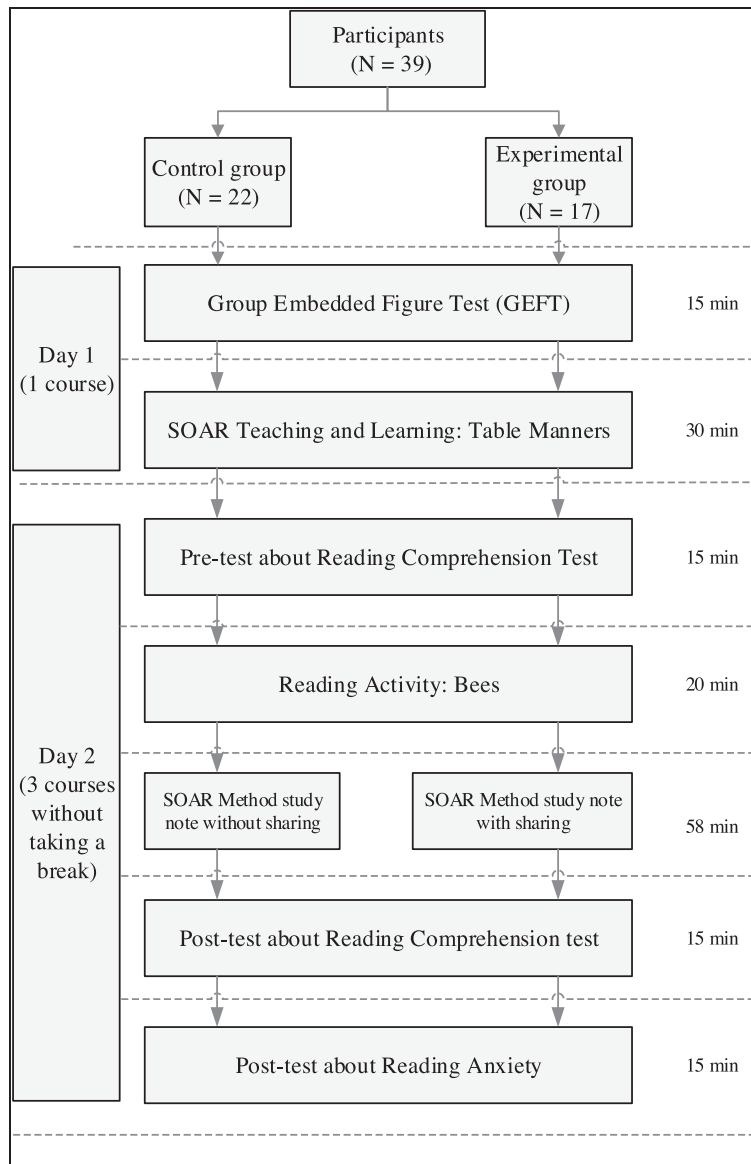 Participants
(N = 39)
Control group
(N = 22)
Experimental
group
(N = 17)
Day 1
(1 course)
Group Embedded Figure Test (GEFT)
15 min
SOAR Teaching and Learning: Table Manners
30 min
Day 2
(3 courses
without
taking a
break)
Pre-test about Reading Comprehension Test
15 min
Reading Activity: Bees
20 min
SOAR Method study
note without sharing
SOAR Method study note
with sharing
58 min
Post-test about Reading Comprehension test
15 min
Post-test about Reading Anxiety
15 min